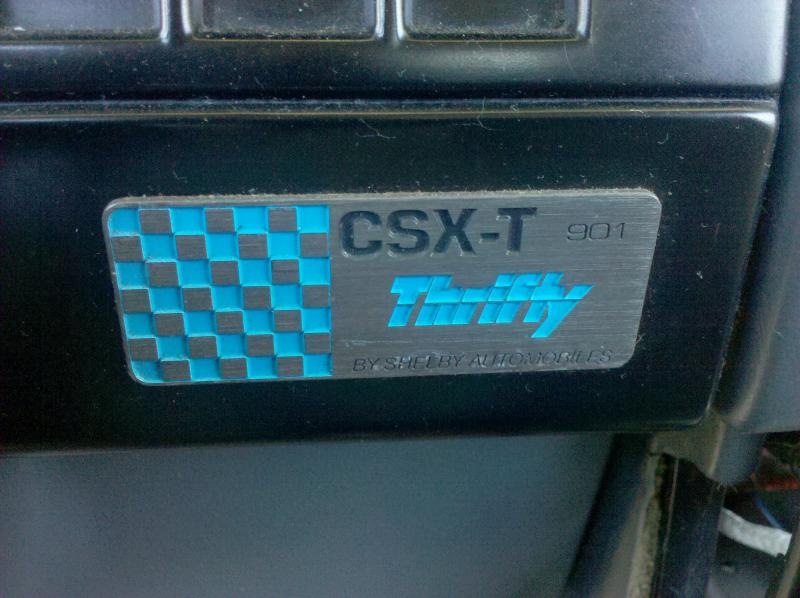 CSX-T 901
Thrifty
BY SHELBY AUTOMOBILES